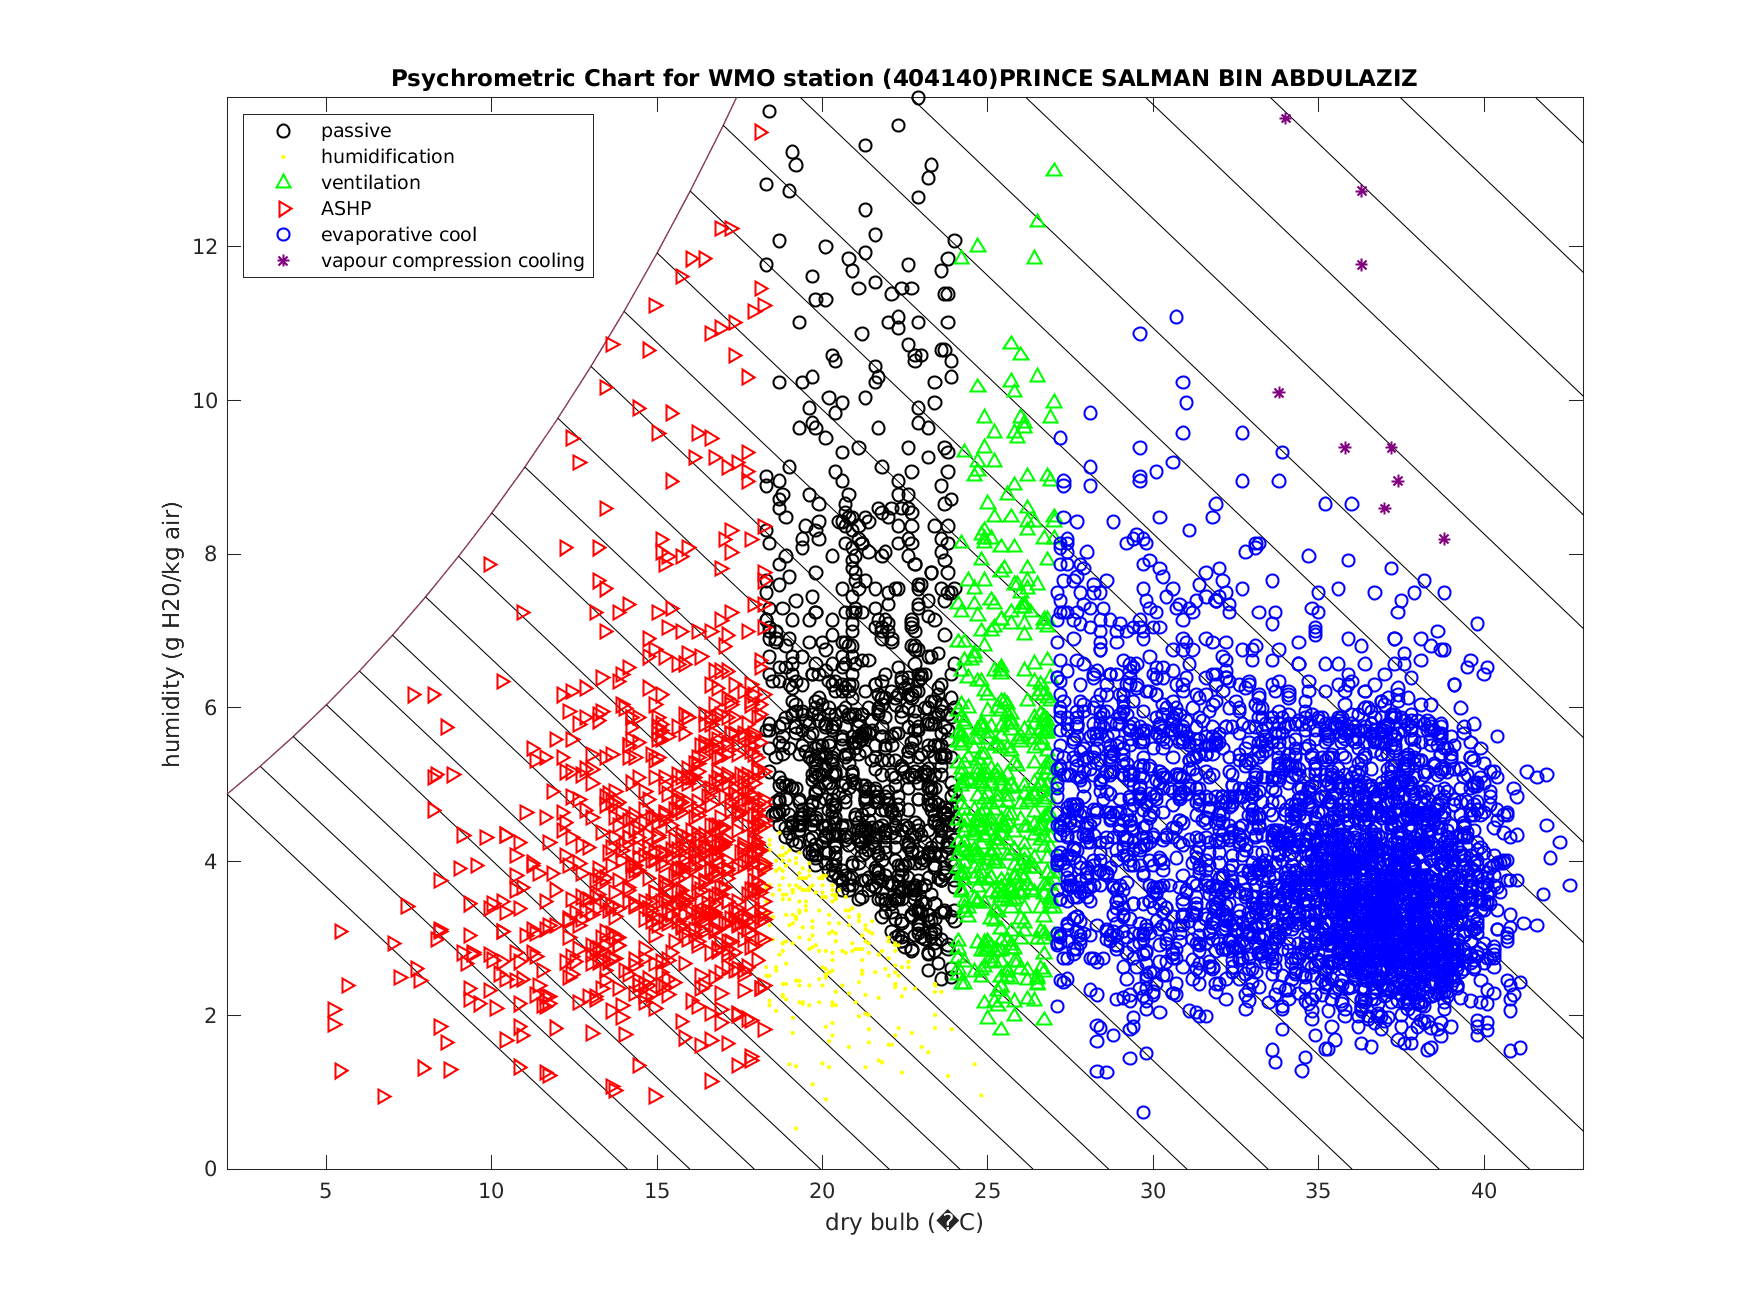 Psychrometric Chart for WMO station (404140)PRINCE SALMAN BIN ABDULAZIZ
passive
humidification
ventilation
ASHP
evaporative cool
vapour compression cooling
humidity (g H20/kg air)
12
10
8
6
4
2
0
5 10 15 20 25 30 35 40
dry bulb (�C)